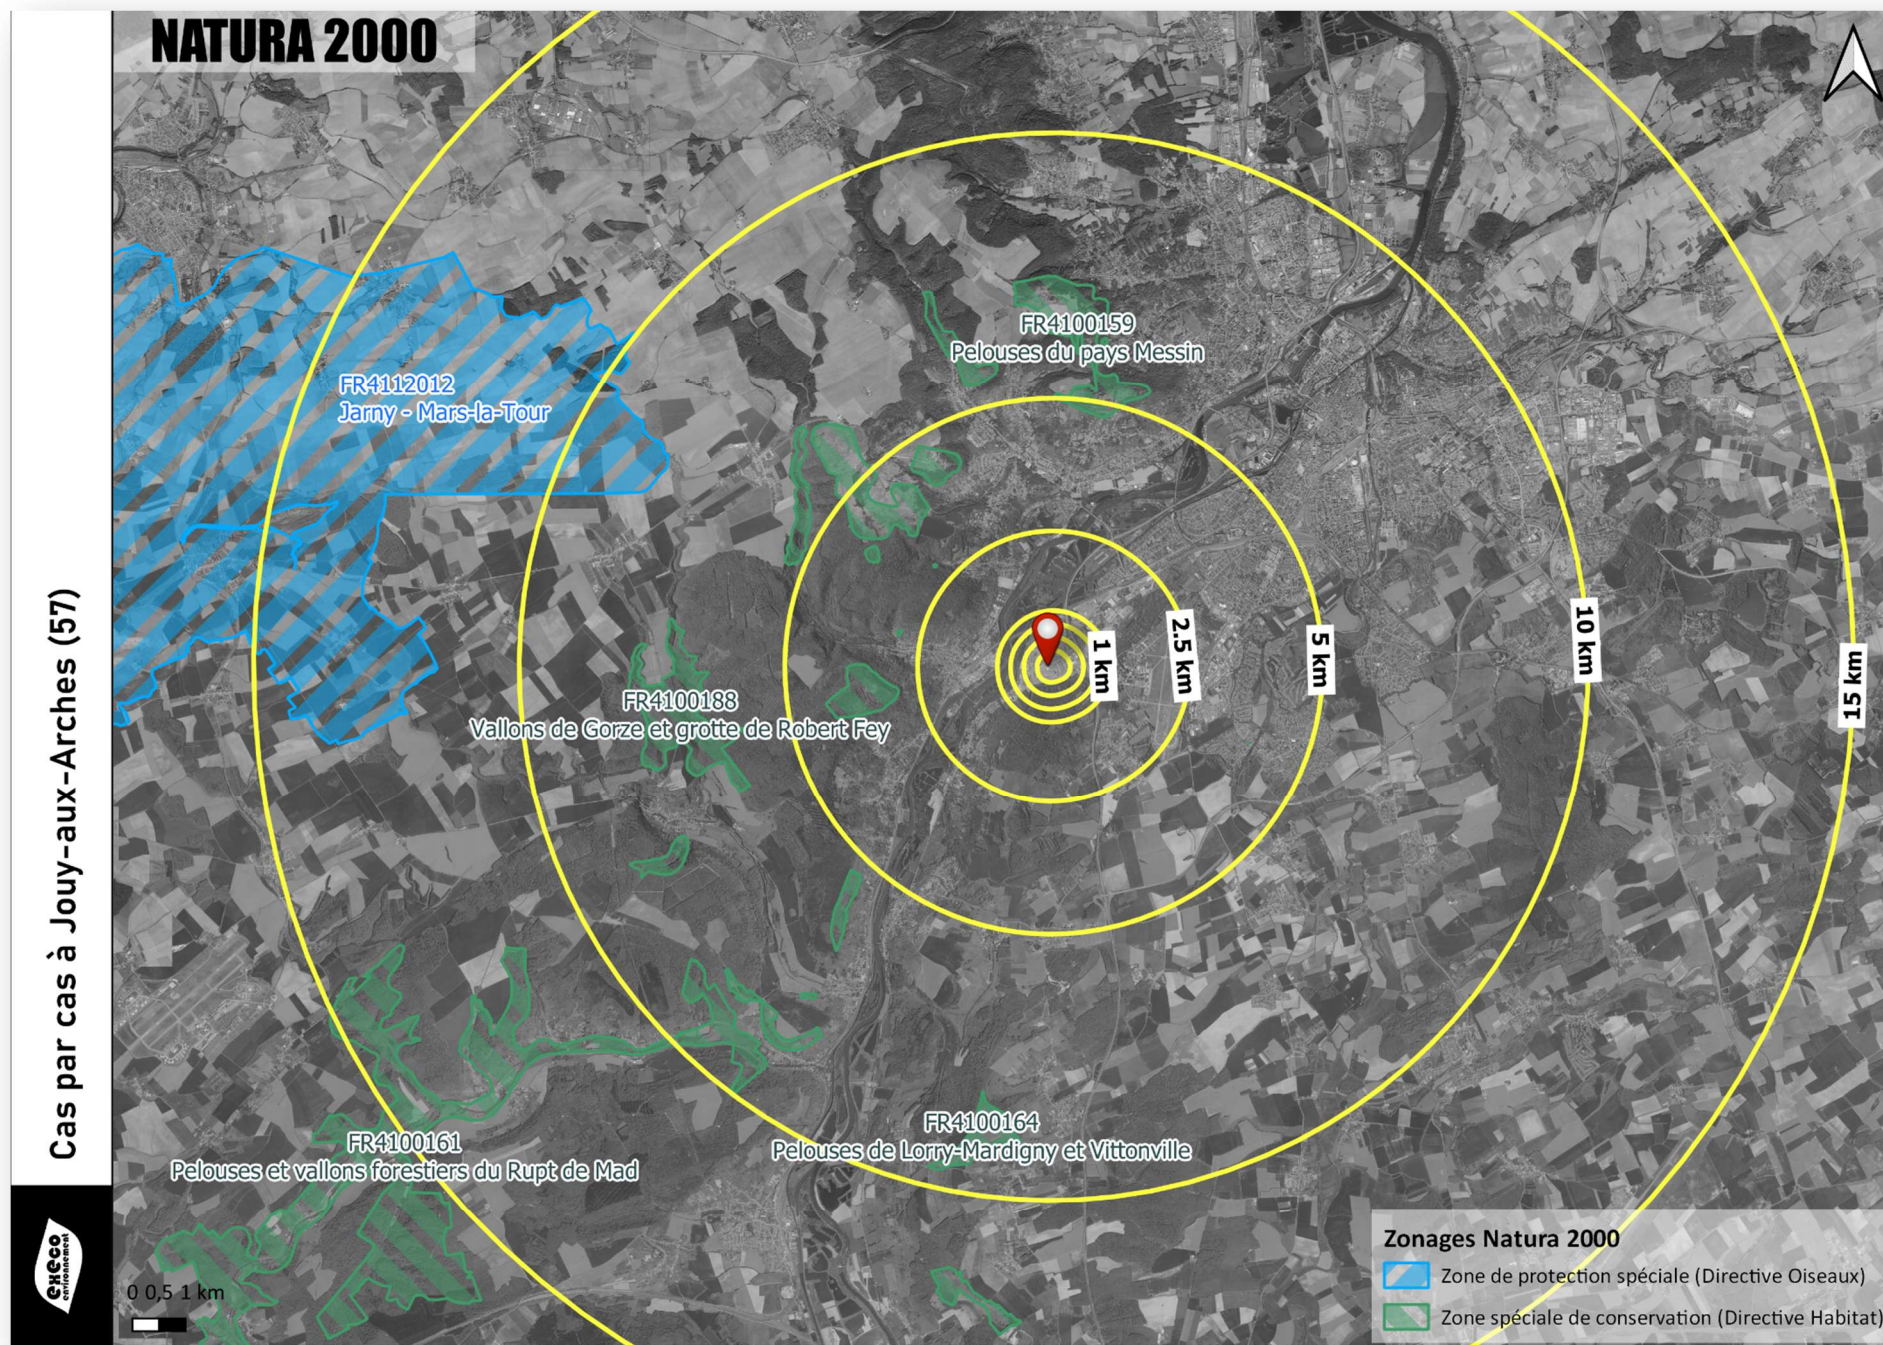 NATURA 2000
Cas par cas à Jouy-aux-Arches (57)
FR4100159
Pelouses du pays Messin
FR4112012
Jarny - Mars-la-Tour
1 km
2.5 km
5 km
10 km
15 km
FR4100188
Vallons de Gorze et grotte de Robert Fey
FR4100164
Pelouses de Lorry-Mardigny et Vittonville
FR4100161
Pelouses et vallons forestiers du Rupt de Mad
execo
environnement
0 0,5 1 km
Zonages Natura 2000
Zone de protection spéciale (Directive Oiseaux)
Zone spéciale de conservation (Directive Habitat)